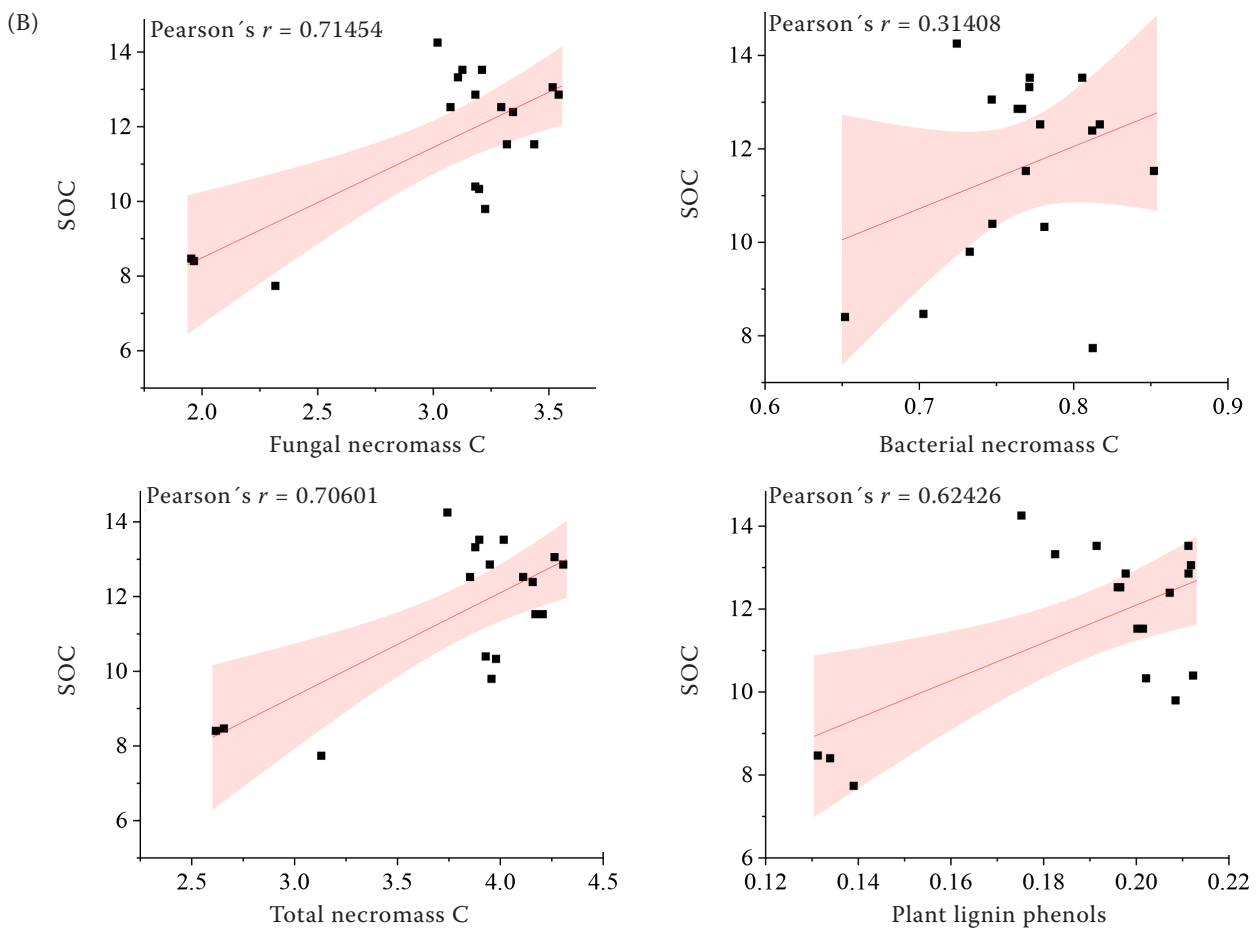 (B)
Pearson´s r = 0.71454
14
12
10
8
6
SOC
2.0 2.5 3.0 3.5
Fungal necromass C
Pearson´s r = 0.31408
14
12
10
8
SOC
0.6 0.7 0.8 0.9
Bacterial necromass C
Pearson´s r = 0.70601
14
12
10
8
6
SOC
2.5 3.0 3.5 4.0 4.5
Total necromass C
Pearson´s r = 0.62426
14
12
10
8
6
SOC
0.12 0.14 0.16 0.18 0.20 0.22
Plant lignin phenols